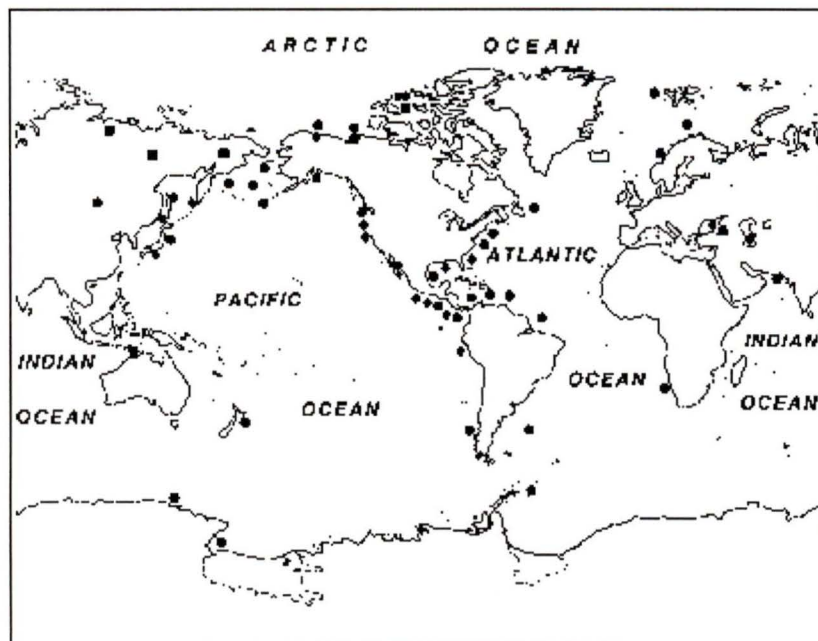 ARCTIC OCEAN
ATLANTIC
PACIFIC
INDIAN
INDIAN
OCEAN
OCEAN
OCEAN
OCEAN